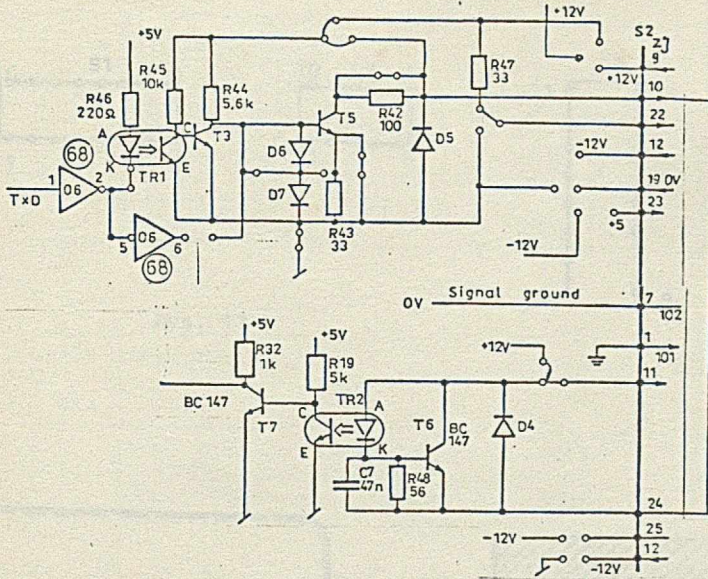 +12V
S2
2J
9
+12V
+5V
R45
10k
R44
5,6k
R46
220Ω
R47
33
10
A
C
T3
T5
R42
100
22
D5
-12V
12
D6
K
E
TR1
68
1
06
2
TxD
19 0V
D7
23
+5
R43
33
5
06
6
68
-12V
0V
Signal ground
7
102
+5V
+5V
1
101
R32
1k
R19
5k
+12V
11
TR2
A
BC 147
C
T7
T6
BC
147
D4
E
K
C7
47n
R48
56
24
-12V
25
12
-12V